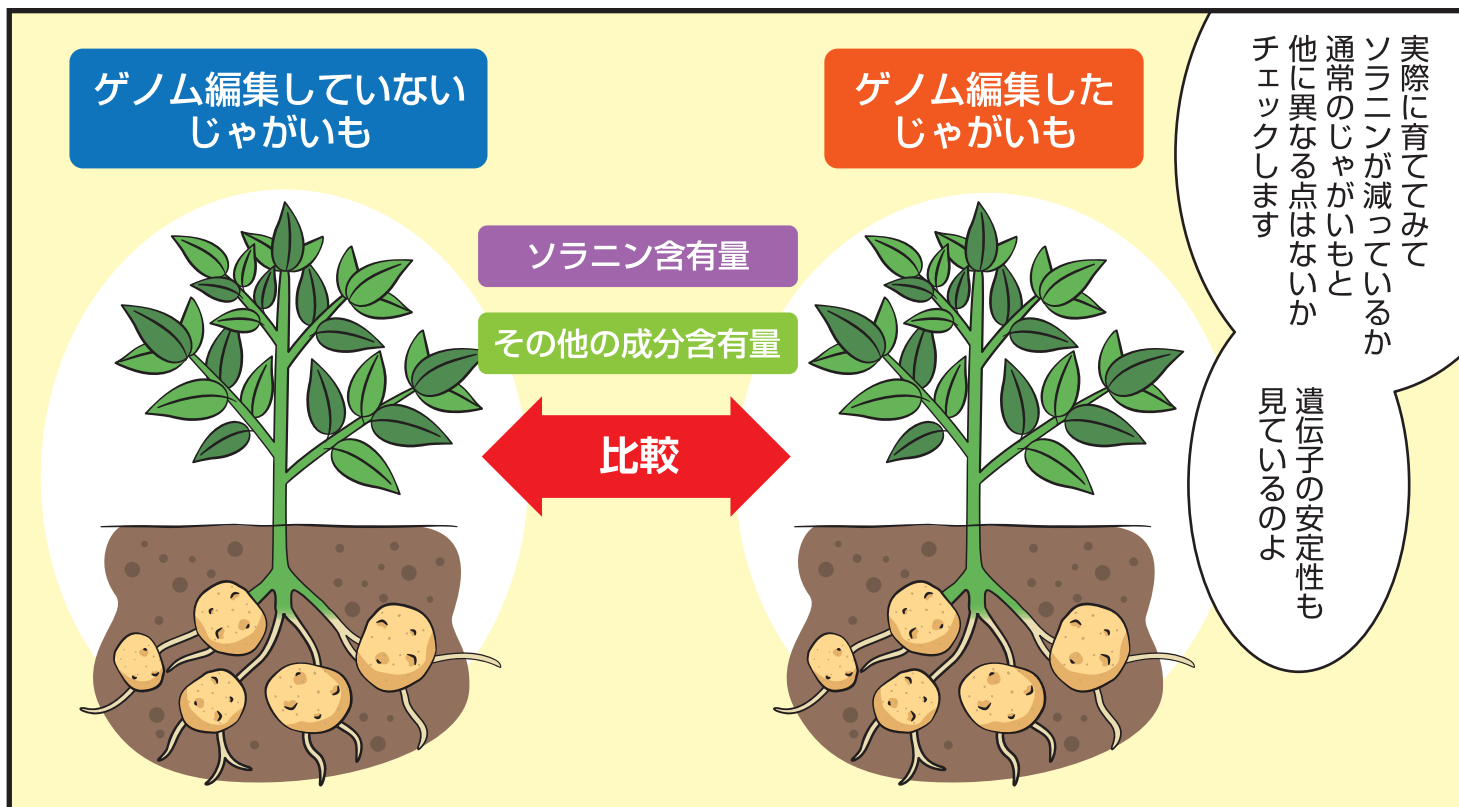 実際に育ててみて
ソラニンが減っているか
通常のじゃがいもと
他に異なる点はないか
チェックします
遺伝子の安定性も
見ているのよ
ゲノム編集していない
じゃがいも
ゲノム編集した
じゃがいも
ソラニン含有量
その他の成分含有量
比較